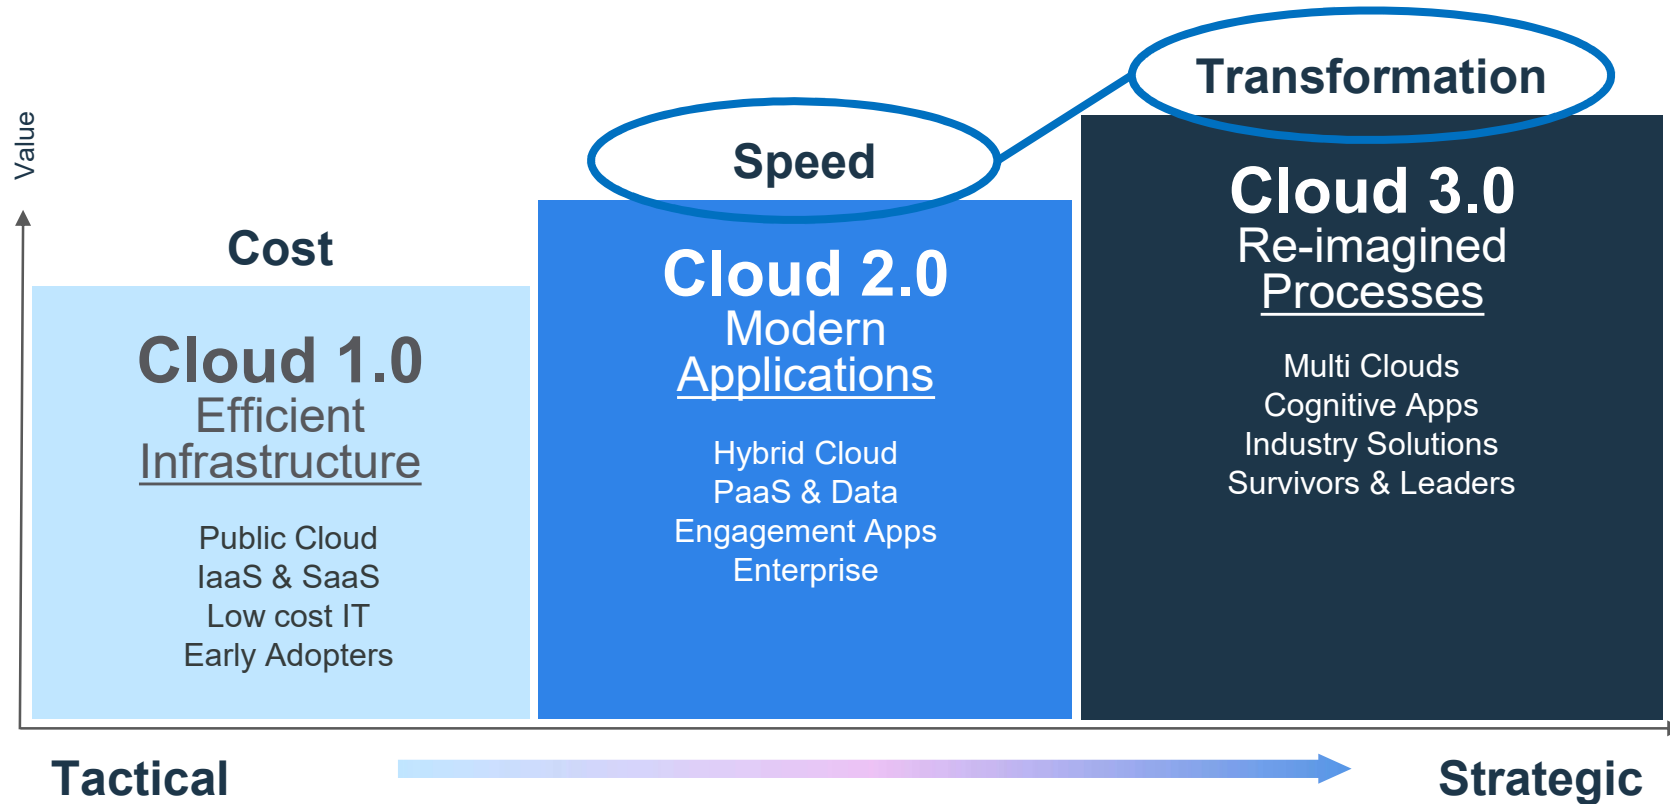 Value
Cost
Cloud 1.0
Efficient
Infrastructure
Public Cloud
IaaS & SaaS
Low cost IT
Early Adopters
Speed
Cloud 2.0
Modern
Applications
Hybrid Cloud
PaaS & Data
Engagement Apps
Enterprise
Transformation
Cloud 3.0
Re-imagined
Processes
Multi Clouds
Cognitive Apps
Industry Solutions
Survivors & Leaders
Tactical
Strategic